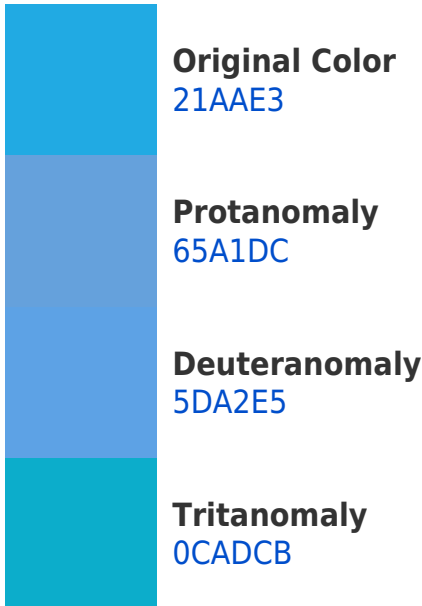 Original Color
21AAE3
Protanomaly
65A1DC
Deuteranomaly
5DA2E5
Tritanomaly
0CADCB